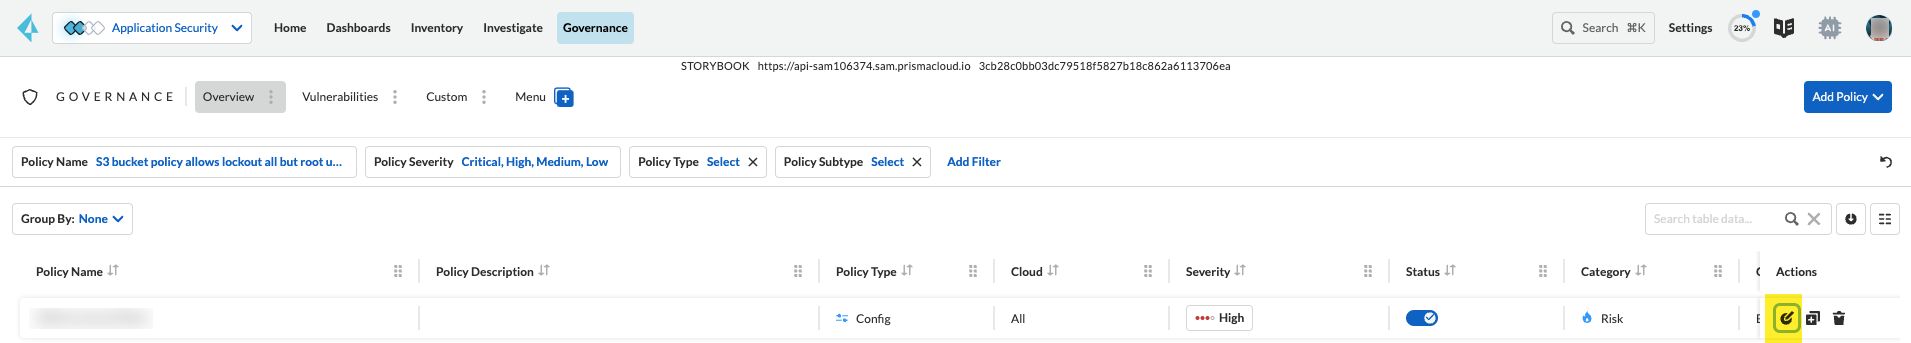 Application Security Home Dashboards Inventory Investigate Governance Search ⌘K Settings 23% AI
STORYBOOK https://api-sam106374.sam.prismacloud.io 3cb28c0bb03dc79518f5827b18c862a6113706ea
GOVERNANCE Overview Vulnerabilities Custom Menu Add Policy
Policy Name S3 bucket policy allows lockout all but root u... Policy Severity Critical, High, Medium, Low Policy Type Select Policy Subtype Select Add Filter
Group By: None Search table data...
Policy Name Policy Description Policy Type Cloud Severity Status Category Actions
Config All High Risk